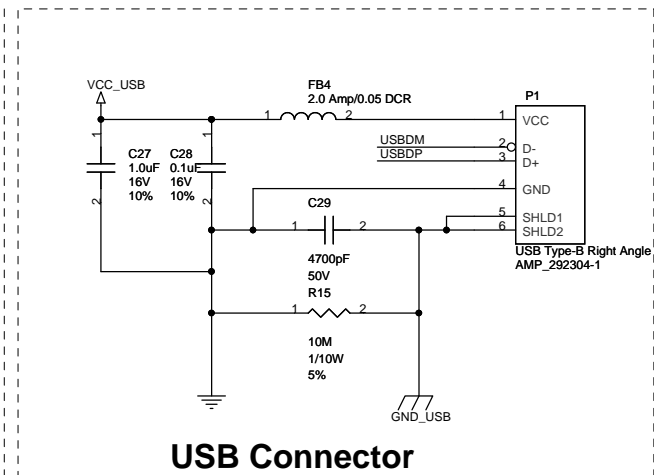 VCC_USB
FB4
2.0 Amp/0.05 DCR
P1
1
2
1
VCC
1
1
USBDM
2
D-
USBDP
3
D+
C27
1.0uF
16V
10%
C28
0.1uF
16V
10%
4
GND
2
2
C29
1
2
5
SHLD1
6
SHLD2
4700pF
50V
USB Type-B Right Angle
AMP_292304-1
R15
1
2
10M
1/10W
5%
GND_USB
USB Connector